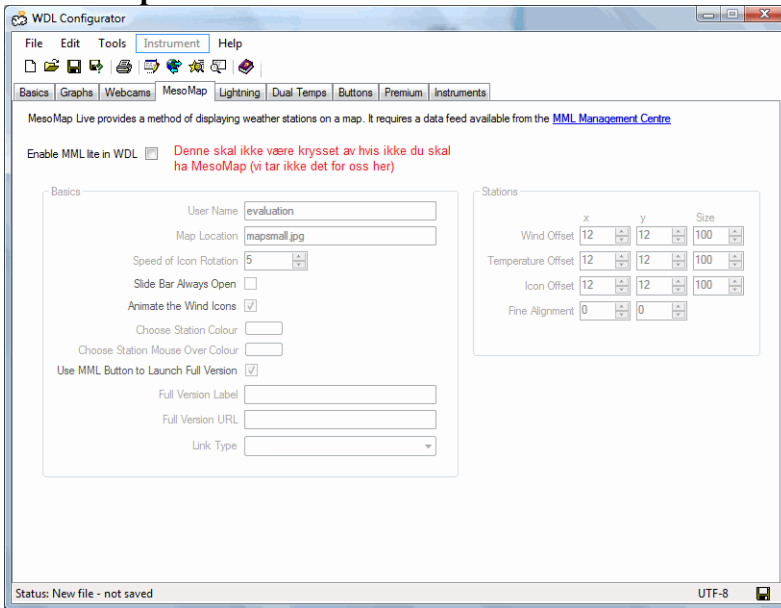 WDL Configurator
File Edit Tools Instrument Help
Basics Graphs Webcams MesoMap Lightning Dual Temps Buttons Premium Instruments
MesoMap Live provides a method of displaying weather stations on a map. It requires a data feed available from the MML Management Centre
Enable MML lite in WDL
Denne skal ikke være krysset av hvis ikke du skal
ha MesoMap (vi tar ikke det for oss her)
Basics
User Name evaluation
Map Location mapsmall.jpg
Speed of Icon Rotation 5
Slide Bar Always Open
Animate the Wind Icons
Choose Station Colour
Choose Station Mouse Over Colour
Use MML Button to Launch Full Version
Full Version Label
Full Version URL
Link Type
Stations
x y Size
Wind Offset 12 12 100
Temperature Offset 12 12 100
Icon Offset 12 12 100
Fine Alignment 0 0
Status: New file - not saved UTF-8